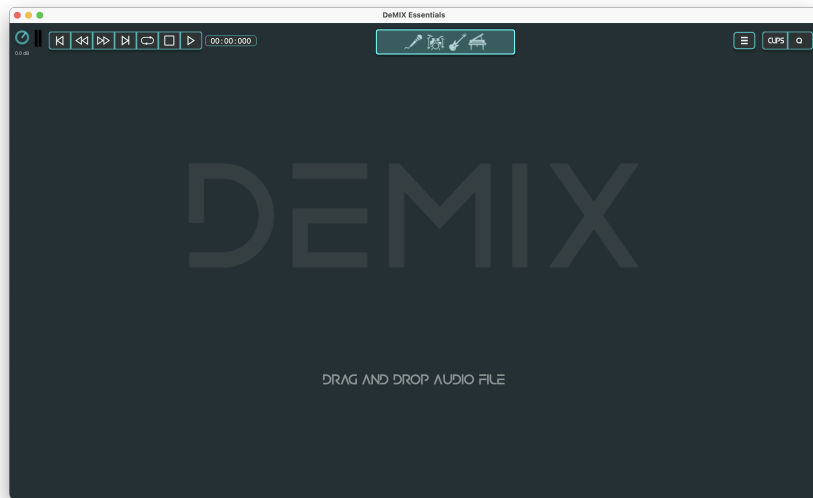 DeMIX Essentials
00:00:000
CLIPS
0.0 dB
DEMIX
DRAG AND DROP AUDIO FILE